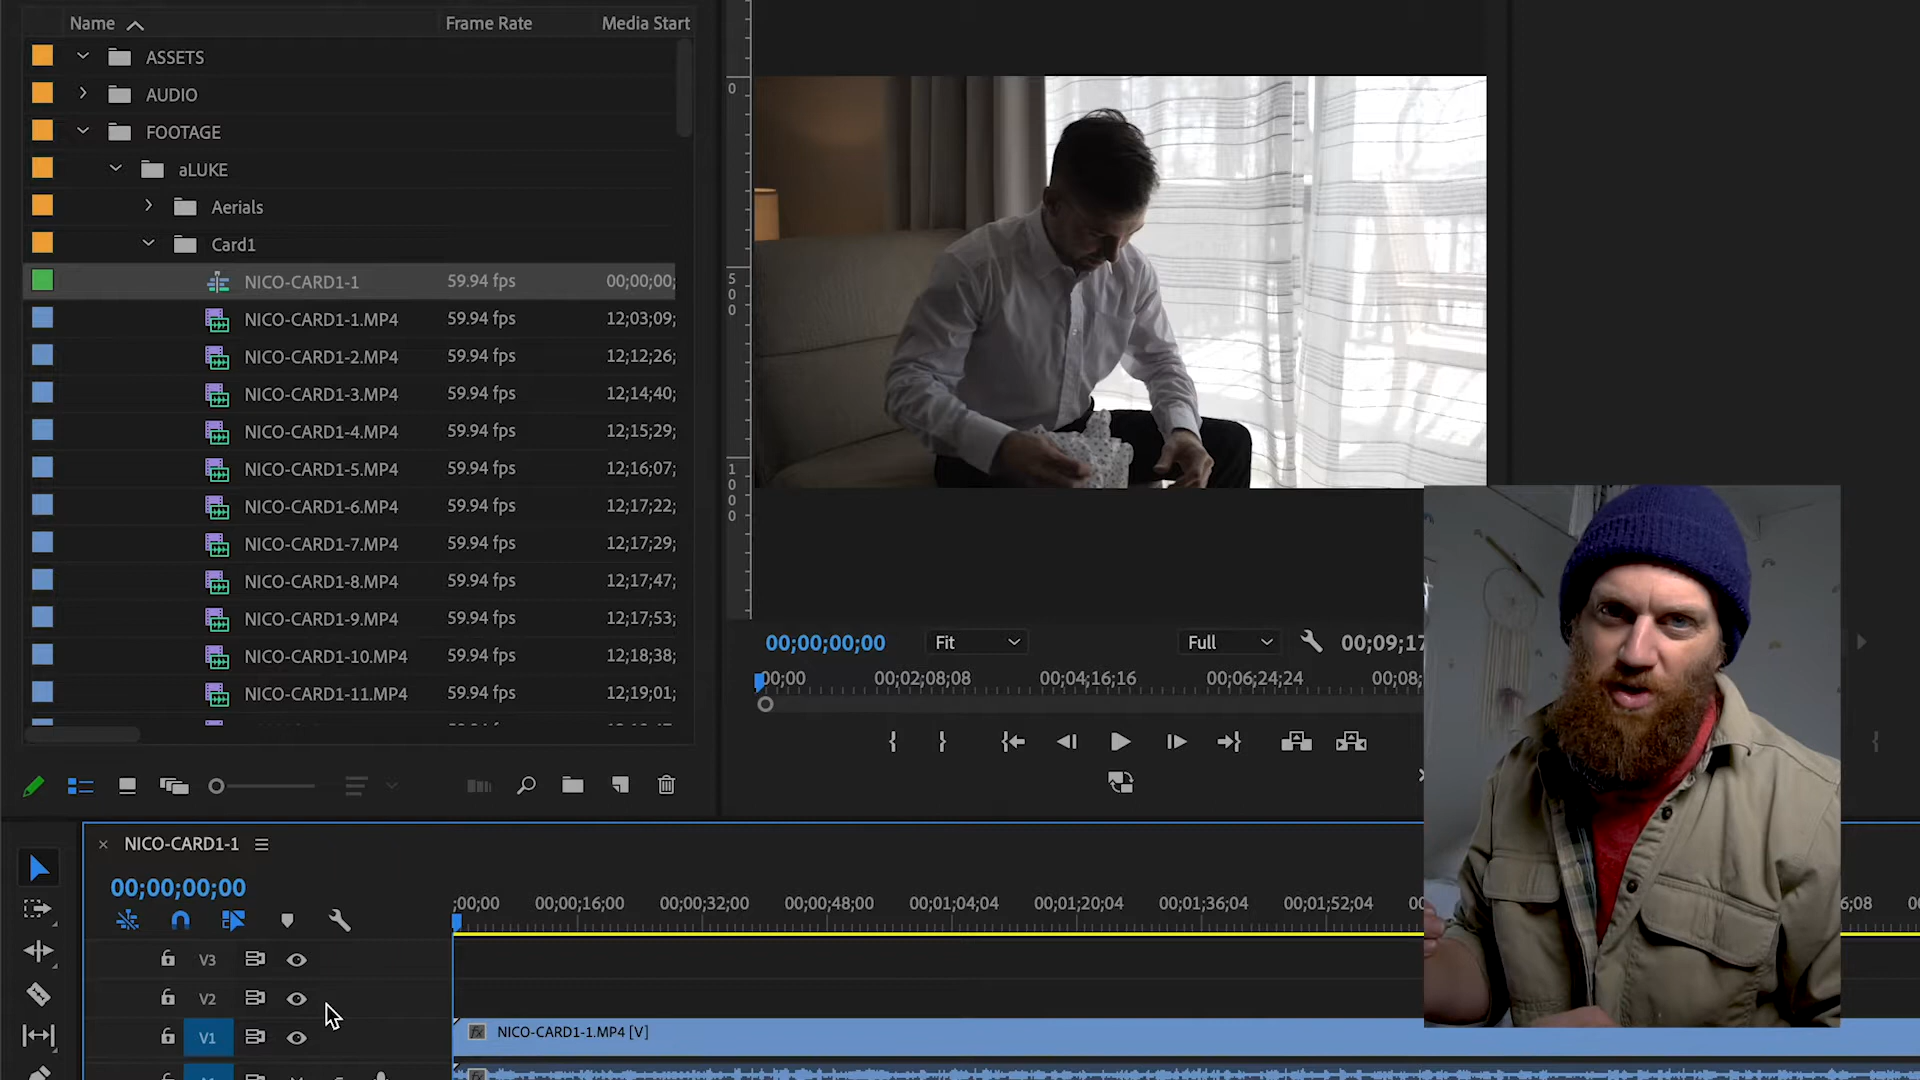 Name Frame Rate Media Start
ASSETS
AUDIO
FOOTAGE
aLUKE
Aerials
Card1
NICO-CARD1-1 59.94 fps 00;00;00;
NICO-CARD1-1.MP4 59.94 fps 12;03;09;
NICO-CARD1-2.MP4 59.94 fps 12;12;26;
NICO-CARD1-3.MP4 59.94 fps 12;14;40;
NICO-CARD1-4.MP4 59.94 fps 12;15;29;
NICO-CARD1-5.MP4 59.94 fps 12;16;07;
NICO-CARD1-6.MP4 59.94 fps 12;17;22;
NICO-CARD1-7.MP4 59.94 fps 12;17;29;
NICO-CARD1-8.MP4 59.94 fps 12;17;47;
NICO-CARD1-9.MP4 59.94 fps 12;17;53;
NICO-CARD1-10.MP4 59.94 fps 12;18;38;
NICO-CARD1-11.MP4 59.94 fps 12;19;01;
0
500
1000
00;00;00;00 Fit Full 00;09;17
00;00 00;02;08;08 00;04;16;16 00;06;24;24 00;08;
NICO-CARD1-1
00;00;00;00
;00;00 00;00;16;00 00;00;32;00 00;00;48;00 00;01;04;04 00;01;20;04 00;01;36;04 00;01;52;04
V3
V2
V1 fx NICO-CARD1-1.MP4 [V]